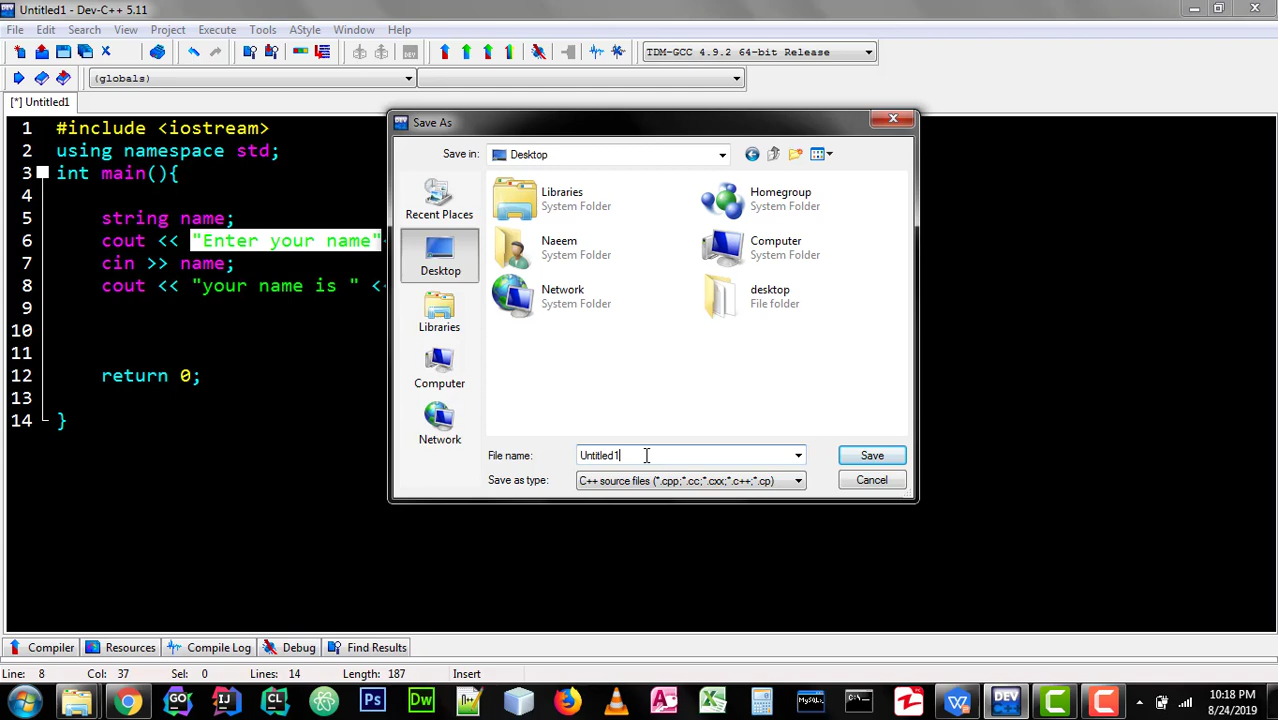 Untitled1 - Dev-C++ 5.11
File Edit Search View Project Execute Tools AStyle Window Help
TDM-GCC 4.9.2 64-bit Release
(globals)
[*] Untitled1
1 #include <iostream>
2 using namespace std;
3 int main(){
4
5 string name;
6 cout << "Enter your name"
7 cin >> name;
8 cout << "your name is " <
9
10
11
12 return 0;
13
14 }
Save As
Save in: Desktop
Recent Places
Desktop
Libraries
Computer
Network
Libraries
System Folder
Homegroup
System Folder
Naeem
System Folder
Computer
System Folder
Network
System Folder
desktop
File folder
File name: Untitled1 Save
Save as type: C++ source files (*.cpp;*.cc;*.cxx;*.c++;*.cp) Cancel
Compiler Resources Compile Log Debug Find Results
Line: 8 Col: 37 Sel: 0 Lines: 14 Length: 187 Insert
10:18 PM
8/24/2019